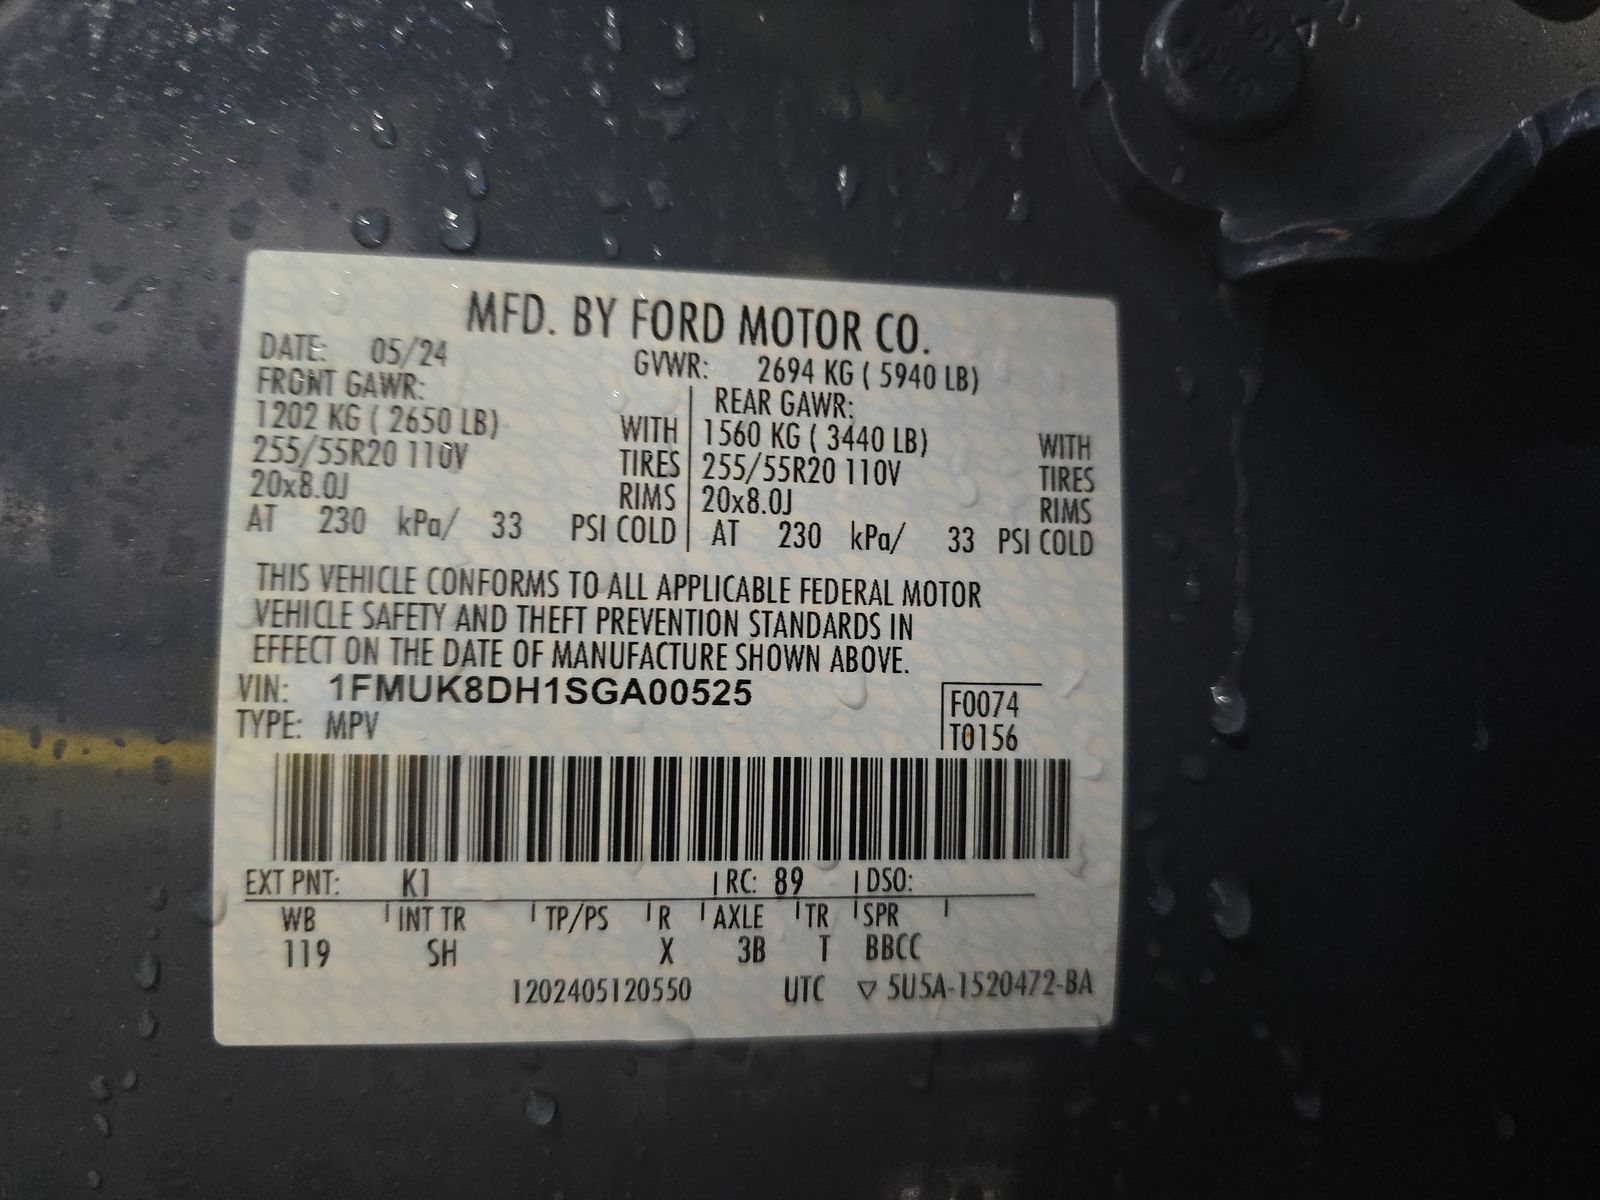 MFD. BY FORD MOTOR CO.
DATE: 05/24 GVWR: 2694 KG ( 5940 LB)
FRONT GAWR: REAR GAWR:
1202 KG ( 2650 LB) WITH 1560 KG ( 3440 LB) WITH
255/55R20 110V TIRES 255/55R20 110V TIRES
20x8.0J RIMS 20x8.0J RIMS
AT 230 kPa/ 33 PSI COLD AT 230 kPa/ 33 PSI COLD
THIS VEHICLE CONFORMS TO ALL APPLICABLE FEDERAL MOTOR
VEHICLE SAFETY AND THEFT PREVENTION STANDARDS IN
EFFECT ON THE DATE OF MANUFACTURE SHOWN ABOVE.
VIN: 1FMUK8DH1SGA00525
TYPE: MPV
F0074
T0156
EXT PNT: K1 RC: 89 DSO:
WB INT TR TP/PS R AXLE TR SPR
119 SH X 3B T BBCC
1202405120550 UTC ▽ 5U5A-1520472-BA